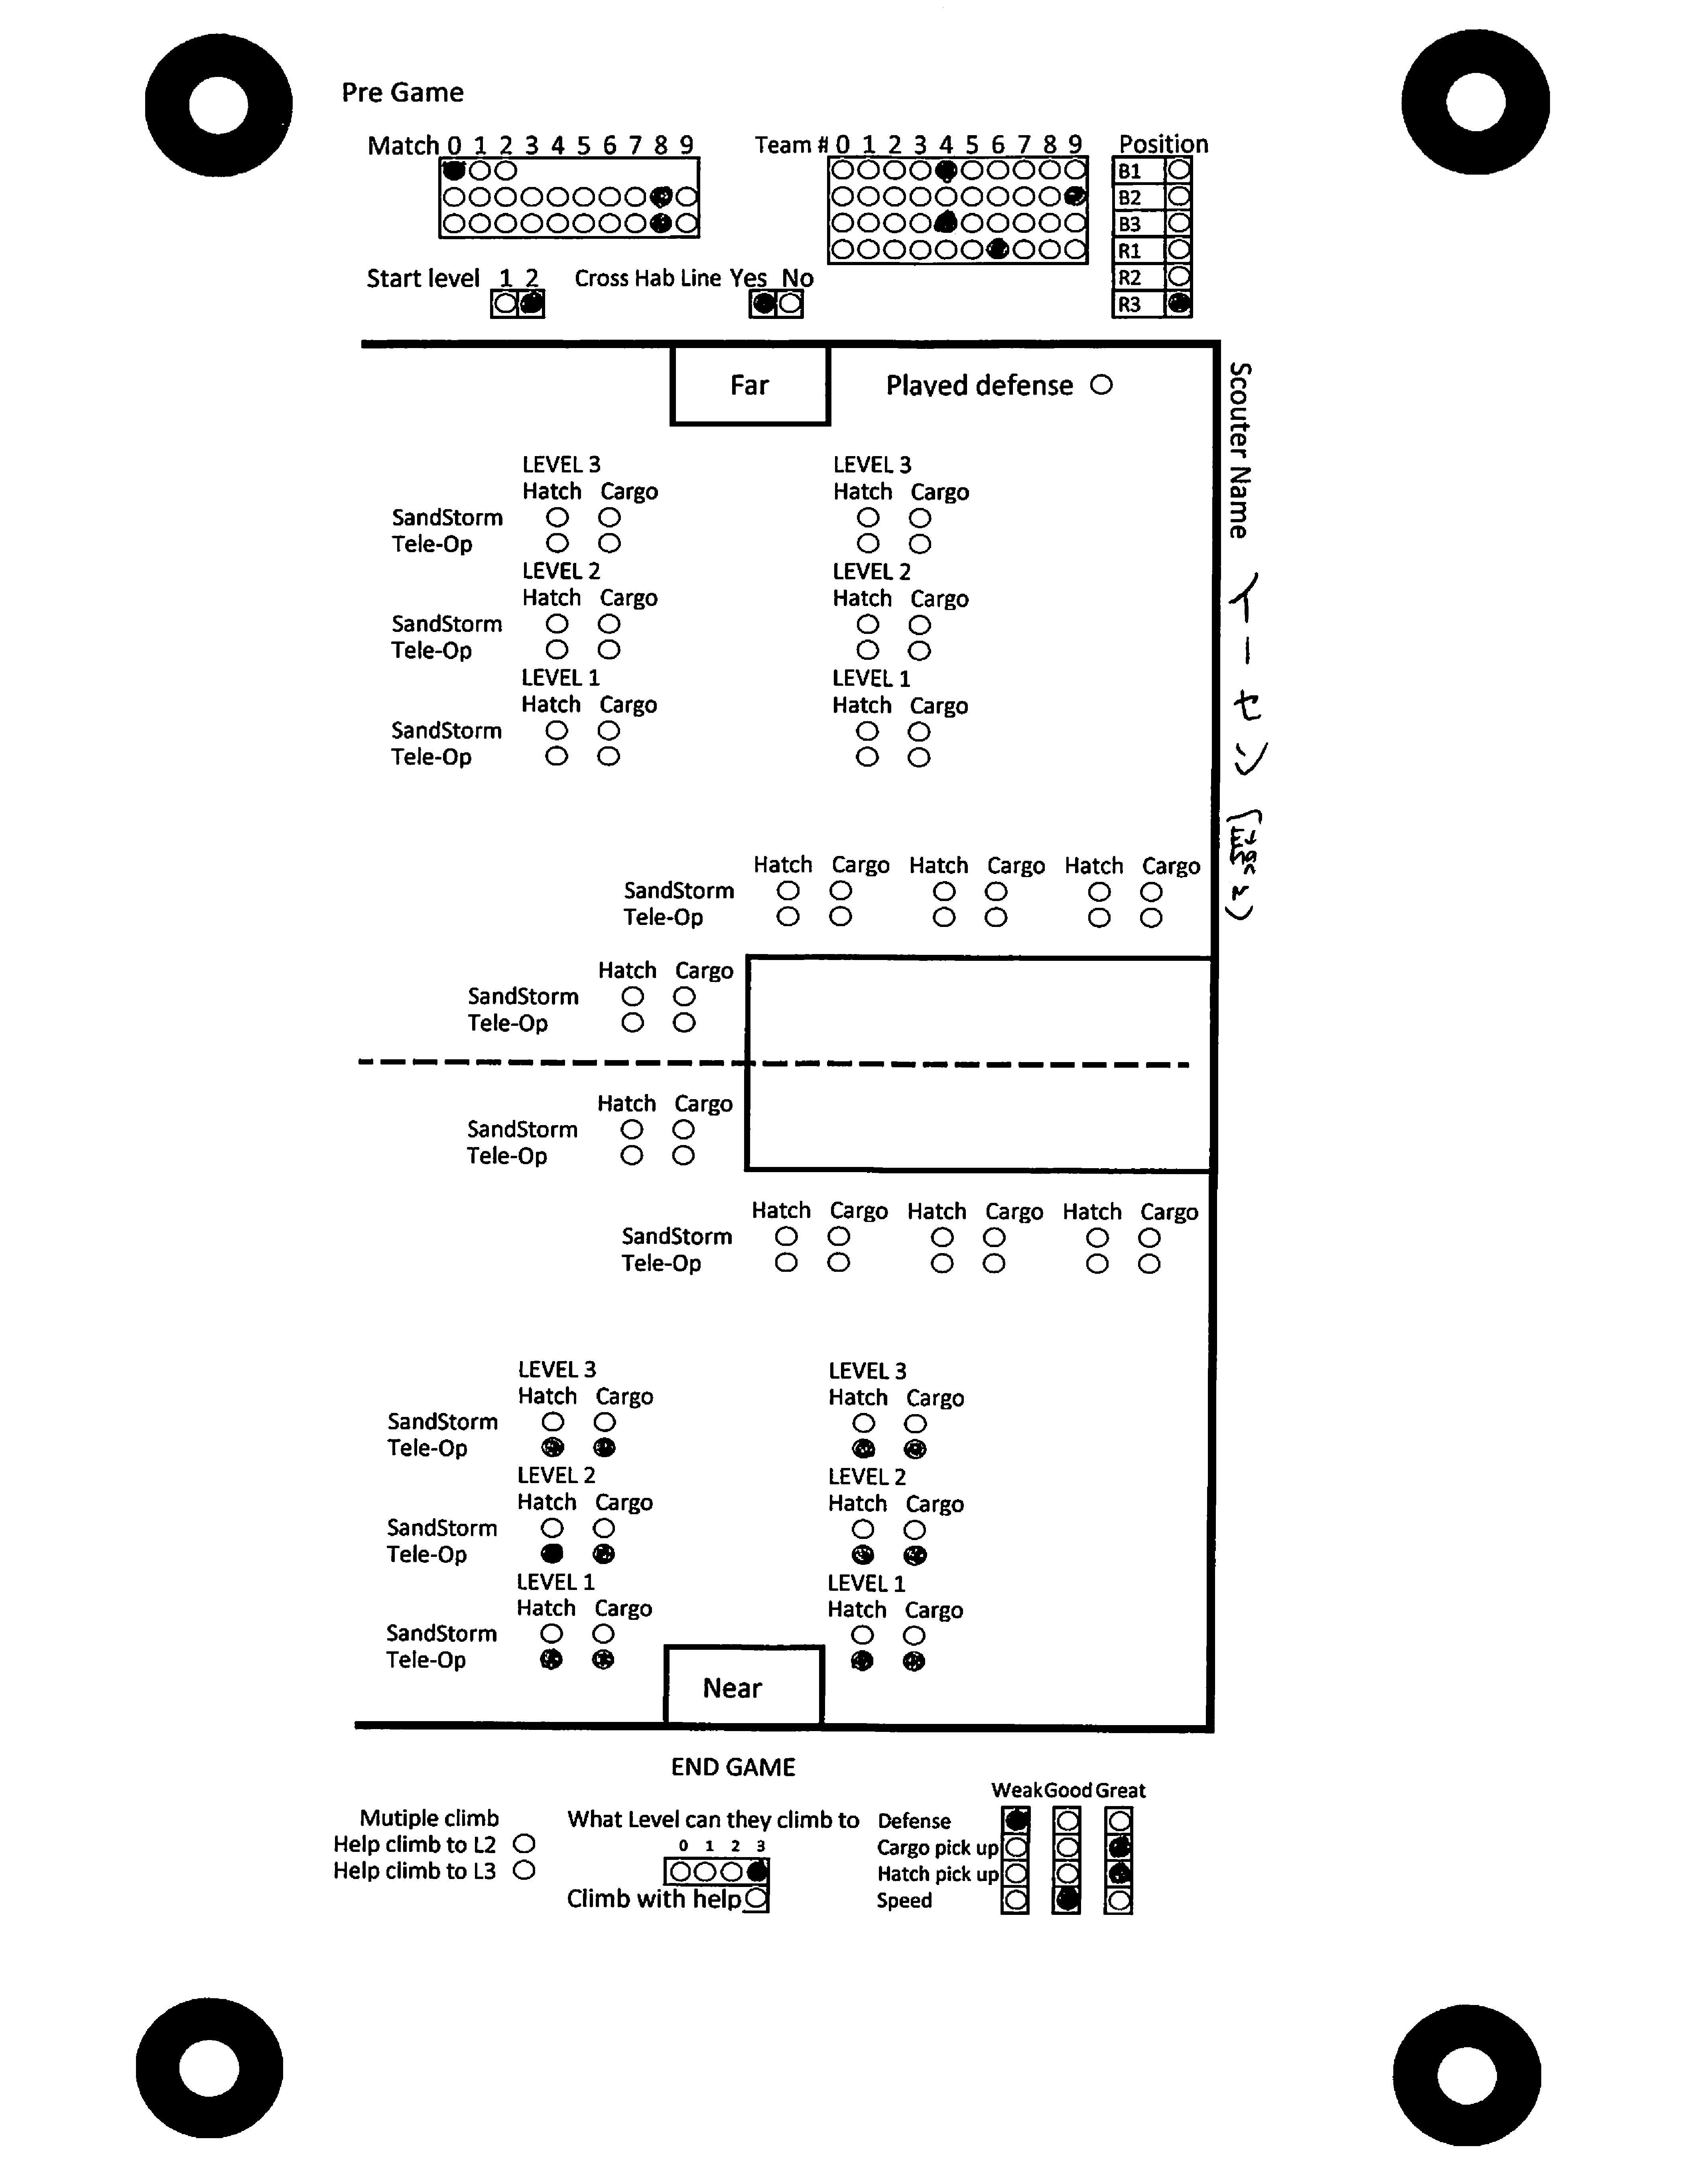 Pre Game
Match 0 1 2 3 4 5 6 7 8 9
Team # 0 1 2 3 4 5 6 7 8 9
Position
B1
B2
B3
R1
R2
R3
Start level 1 2
Cross Hab Line Yes No
Far
Played defense
Scouter Name イーセン
LEVEL 3 LEVEL 3
Hatch Cargo Hatch Cargo
SandStorm
Tele-Op
LEVEL 2 LEVEL 2
Hatch Cargo Hatch Cargo
SandStorm
Tele-Op
LEVEL 1 LEVEL 1
Hatch Cargo Hatch Cargo
SandStorm
Tele-Op
Hatch Cargo Hatch Cargo Hatch Cargo
SandStorm
Tele-Op
Hatch Cargo
SandStorm
Tele-Op
Hatch Cargo
SandStorm
Tele-Op
Hatch Cargo Hatch Cargo Hatch Cargo
SandStorm
Tele-Op
LEVEL 3 LEVEL 3
Hatch Cargo Hatch Cargo
SandStorm
Tele-Op
LEVEL 2 LEVEL 2
Hatch Cargo Hatch Cargo
SandStorm
Tele-Op
LEVEL 1 LEVEL 1
Hatch Cargo Hatch Cargo
SandStorm
Tele-Op
Near
END GAME
Mutiple climb
Help climb to L2
Help climb to L3
What Level can they climb to
0 1 2 3
Climb with help
Weak Good Great
Defense
Cargo pick up
Hatch pick up
Speed